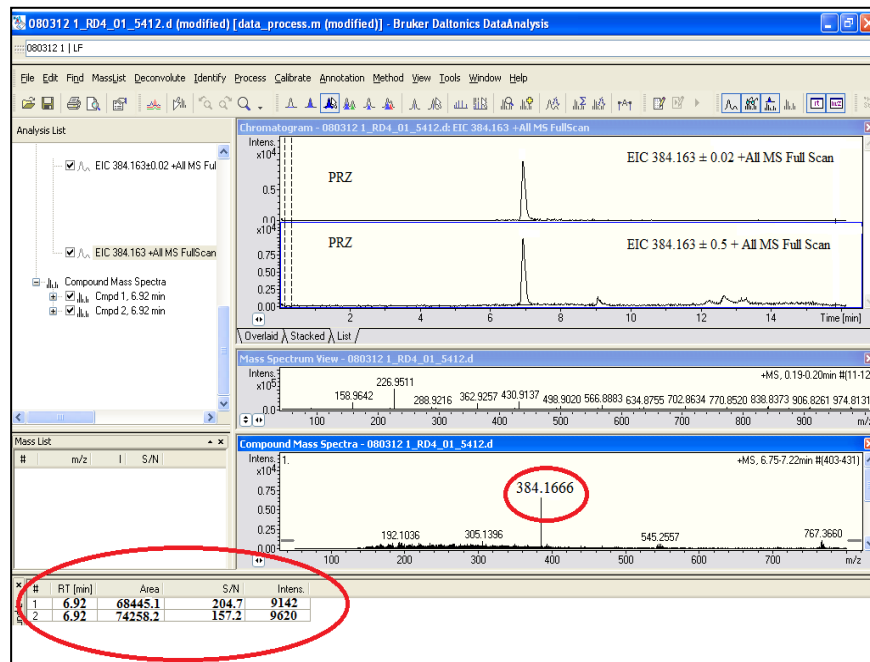 080312 1_RD4_01_5412.d (modified) [data_process.m (modified)] - Bruker Daltonics DataAnalysis
080312 1 | LF
File Edit Find MassList Deconvolute Identify Process Calibrate Annotation Method View Tools Window Help
Analysis List
EIC 384.163±0.02 +All MS Ful
EIC 384.163 +All MS FullScan
Compound Mass Spectra
Cmpd 1, 6.92 min
Cmpd 2, 6.92 min
Chromatogram - 080312 1_RD4_01_5412.d: EIC 384.163 +All MS FullScan
Intens.
x10⁴
PRZ
EIC 384.163 ± 0.02 +All MS Full Scan
0.5
0.0
x10⁴
PRZ
EIC 384.163 ± 0.5 + All MS Full Scan
0.75
0.50
0.25
0.00
2 4 6 8 10 12 14 Time [min]
Overlaid Stacked List
Mass Spectrum View - 080312 1_RD4_01_5412.d
Intens.
x10⁵
+MS, 0.19-0.20min #(11-12
158.9642 226.9511 288.9216 362.9257 430.9137 498.9020 566.8883 634.8755 702.8634 770.8520 838.8373 906.8261 974.8131
0.0
100 200 300 400 500 600 700 800 900 m/z
Mass List
# m/z I S/N
Compound Mass Spectra - 080312 1_RD4_01_5412.d
Intens.
x10⁴
1.
+MS, 6.75-7.22min #(403-431)
384.1666
0.75
0.50
0.25
0.00
192.1036 305.1396 545.2557 767.3660
100 200 300 400 500 600 700 m/z
# RT [min] Area S/N Intens.
1 6.92 68445.1 204.7 9142
2 6.92 74258.2 157.2 9620